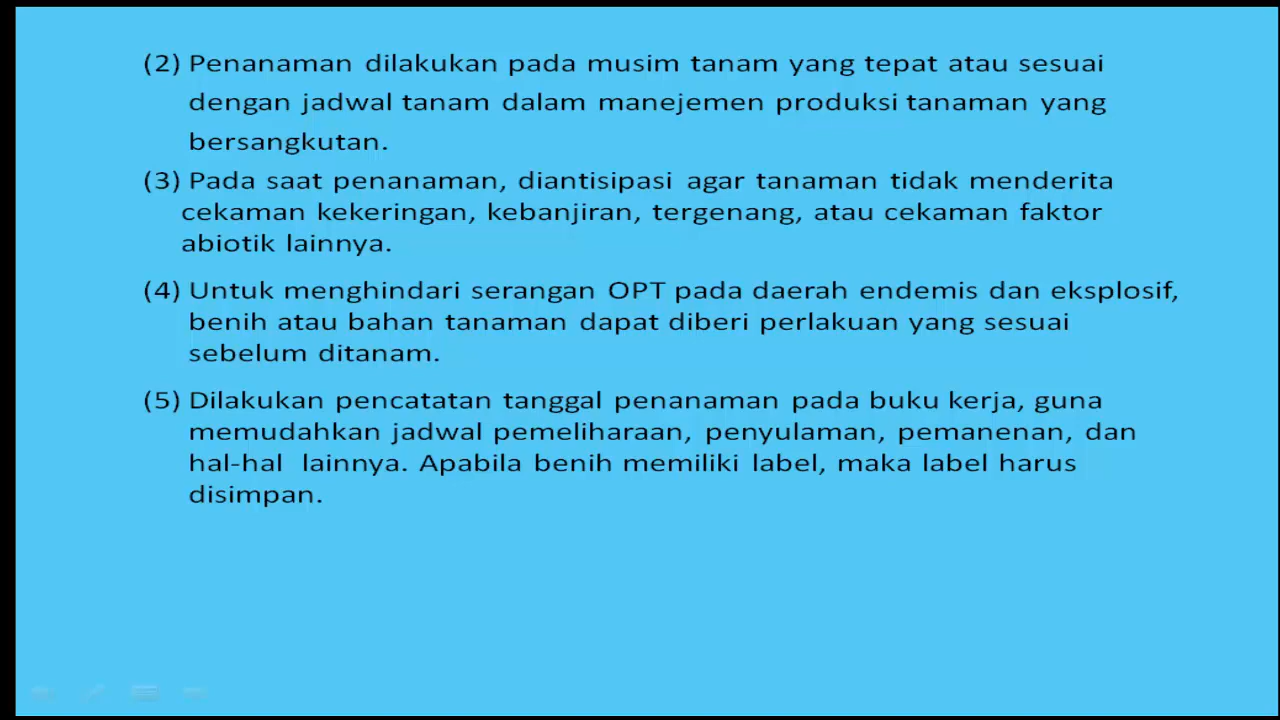 (2) Penanaman dilakukan pada musim tanam yang tepat atau sesuai
dengan jadwal tanam dalam manejemen produksi tanaman yang
bersangkutan.
(3) Pada saat penanaman, diantisipasi agar tanaman tidak menderita
cekaman kekeringan, kebanjiran, tergenang, atau cekaman faktor
abiotik lainnya.
(4) Untuk menghindari serangan OPT pada daerah endemis dan eksplosif,
benih atau bahan tanaman dapat diberi perlakuan yang sesuai
sebelum ditanam.
(5) Dilakukan pencatatan tanggal penanaman pada buku kerja, guna
memudahkan jadwal pemeliharaan, penyulaman, pemanenan, dan
hal-hal lainnya. Apabila benih memiliki label, maka label harus
disimpan.